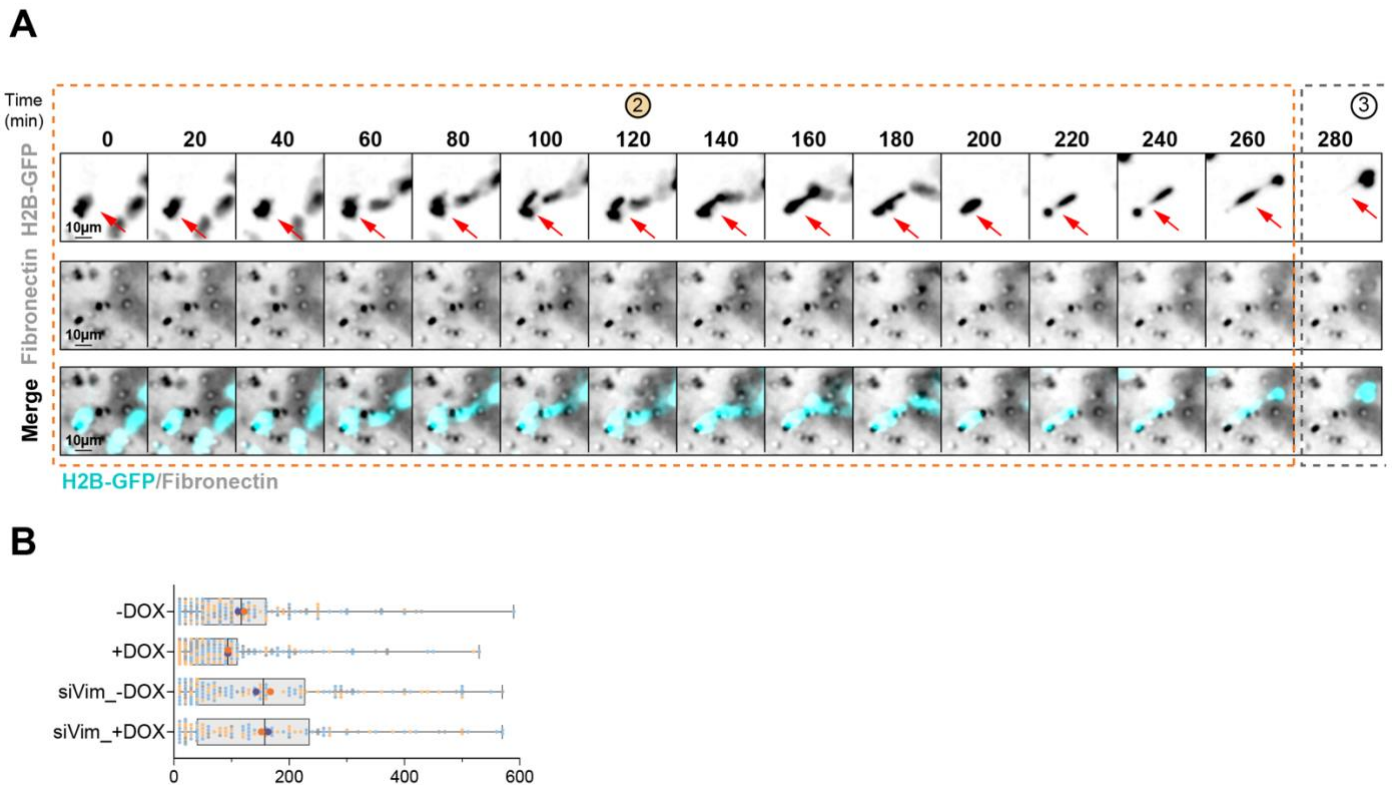 A
Time
(min)
② ③
0 20 40 60 80 100 120 140 160 180 200 220 240 260 280
H2B-GFP
10µm
Fibronectin
10µm
Merge
10µm
H2B-GFP/Fibronectin
B
-DOX
+DOX
siVim_-DOX
siVim_+DOX
0 200 400 600